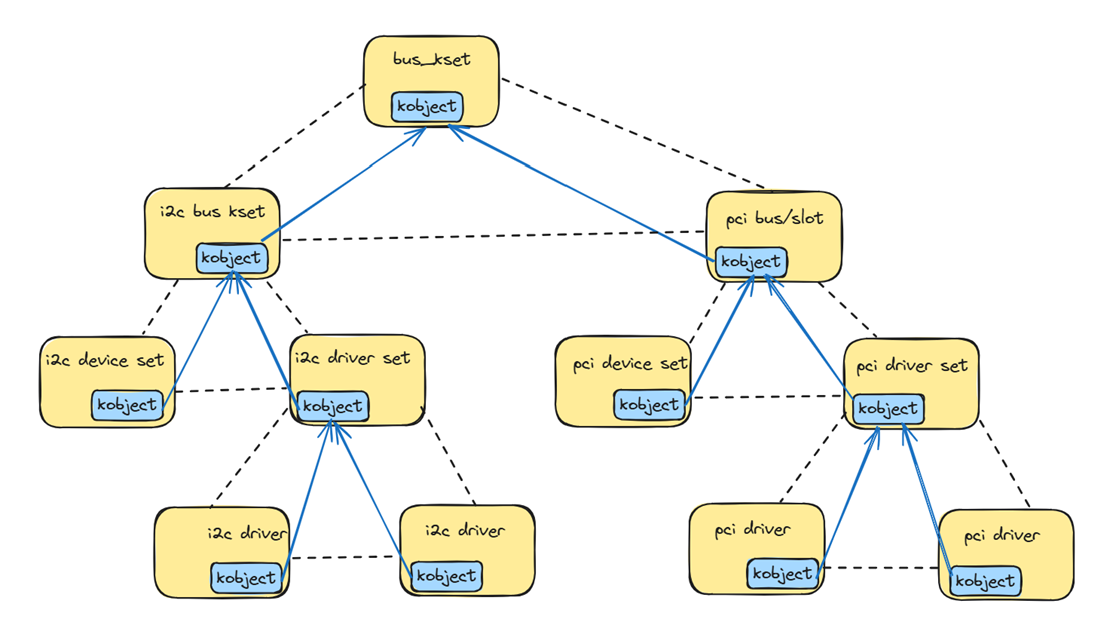 bus_kset
kobject
i2c bus kset
kobject
pci bus/slot
kobject
i2c device set
kobject
i2c driver set
kobject
pci device set
kobject
pci driver set
kobject
i2c driver
kobject
i2c driver
kobject
pci driver
kobject
pci driver
kobject